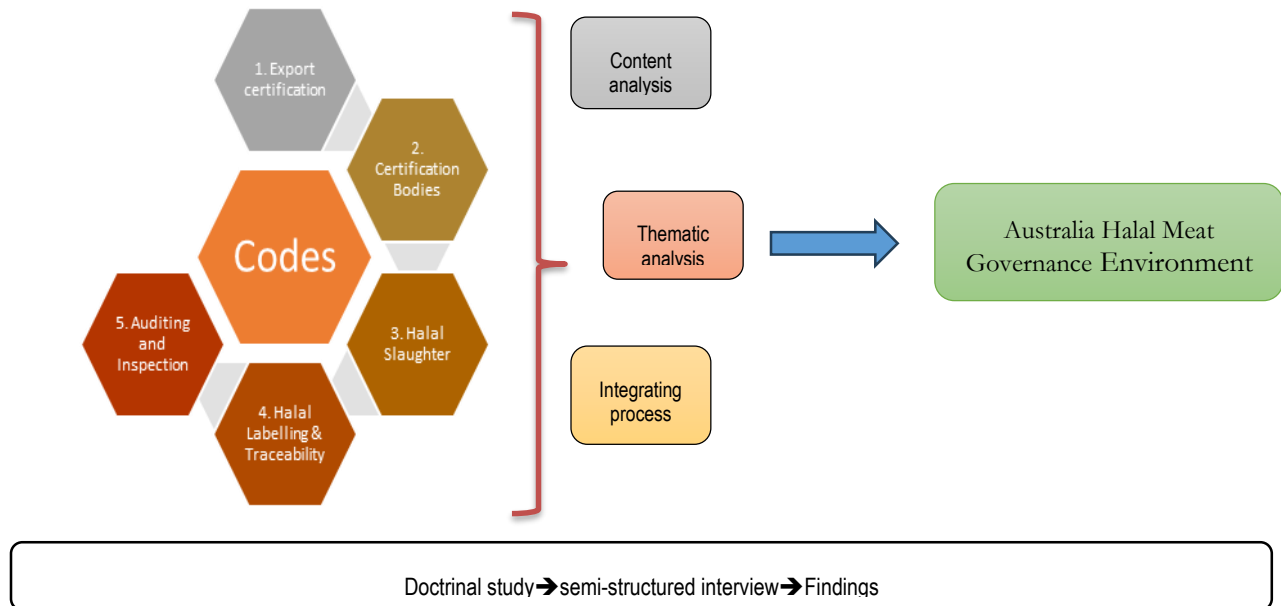 1. Export
certification
2.
Certification
Bodies
Codes
3. Halal
Slaughter
4. Halal
Labelling &
Traceability
5. Auditing
and
Inspection
Content
analysis
Thematic
analysis
Integrating
process
Australia Halal Meat
Governance Environment
Doctrinal study➔semi-structured interview➔Findings